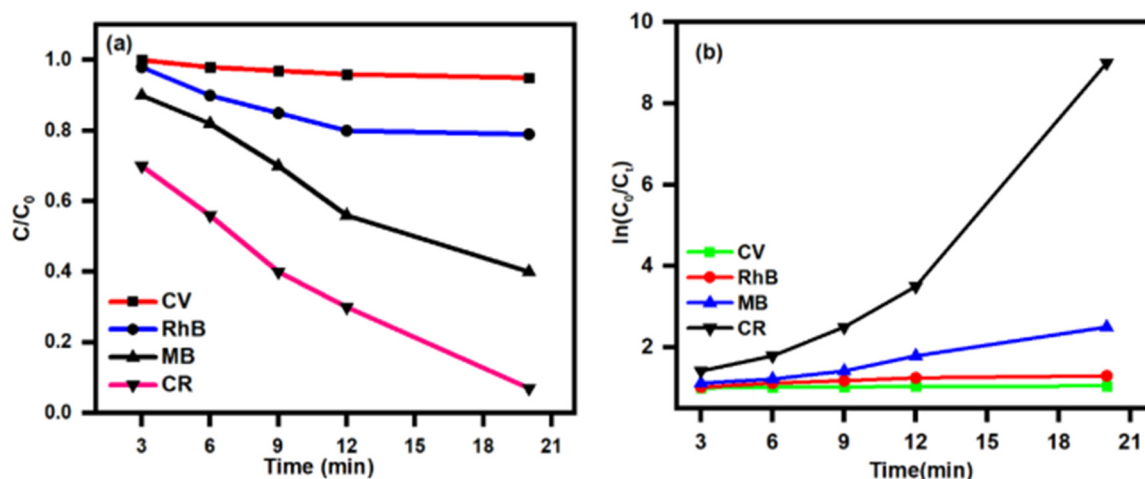 (a)
C/C₀
1.0
0.8
0.6
0.4
0.2
0.0
CV
RhB
MB
CR
3 6 9 12 15 18 21
Time (min)
(b)
ln(C₀/Cₜ)
10
8
6
4
2
CV
RhB
MB
CR
3 6 9 12 15 18 21
Time(min)